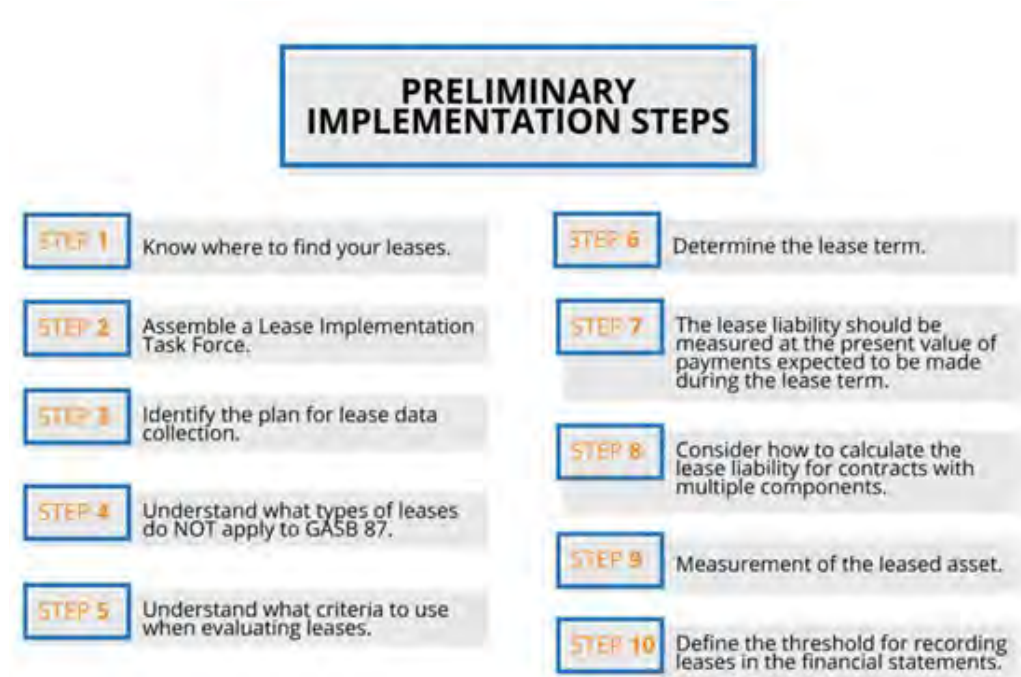 PRELIMINARY
IMPLEMENTATION STEPS
STEP 1
Know where to find your leases.
STEP 2
Assemble a Lease Implementation
Task Force.
STEP 3
Identify the plan for lease data
collection.
STEP 4
Understand what types of leases
do NOT apply to GASB 87.
STEP 5
Understand what criteria to use
when evaluating leases.
STEP 6
Determine the lease term.
STEP 7
The lease liability should be
measured at the present value of
payments expected to be made
during the lease term.
STEP 8
Consider how to calculate the
lease liability for contracts with
multiple components.
STEP 9
Measurement of the leased asset.
STEP 10
Define the threshold for recording
leases in the financial statements.